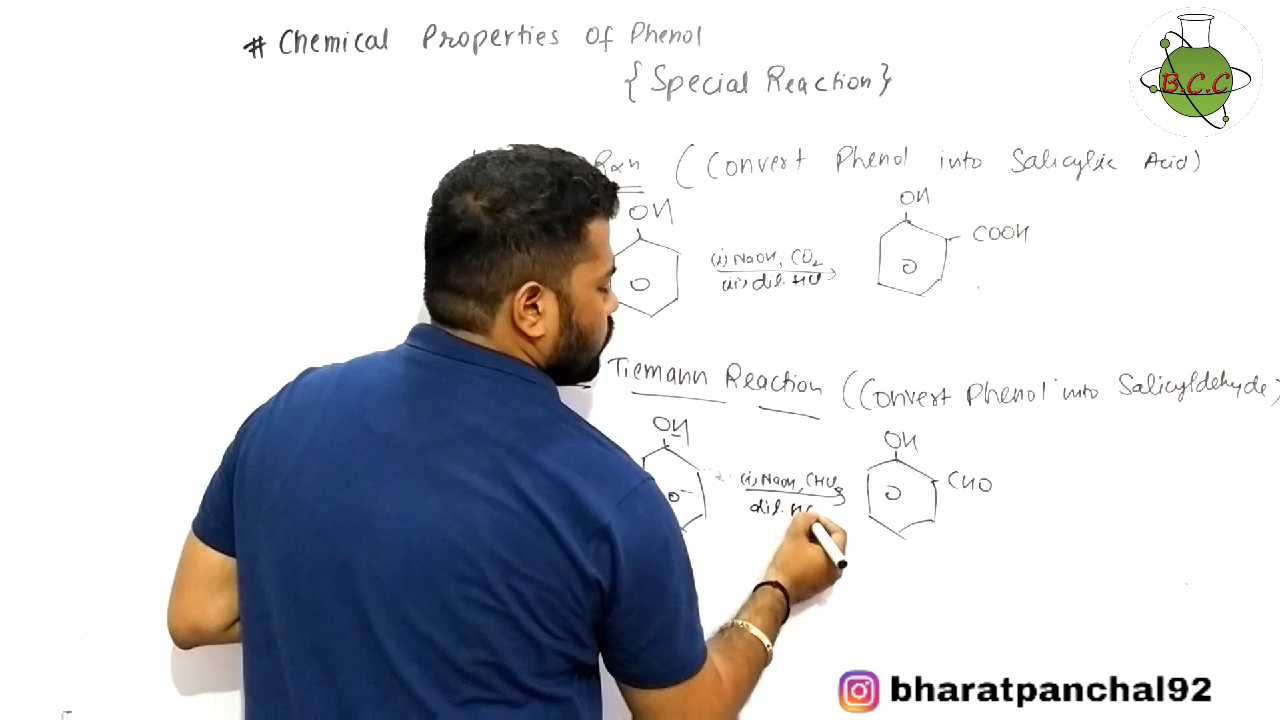 # Chemical Properties of Phenol
{Special Reaction}
B.C.C
Rxn (Convert Phenol into Salicylic Acid)
OH
(i) NaOH, CO2
(ii) dil. HCl
OH
COOH
Tiemann Reaction (Convert Phenol into Salicyldehyde)
OH
(i) NaOH, CHCl3
dil. HC
OH
CHO
bharatpanchal92